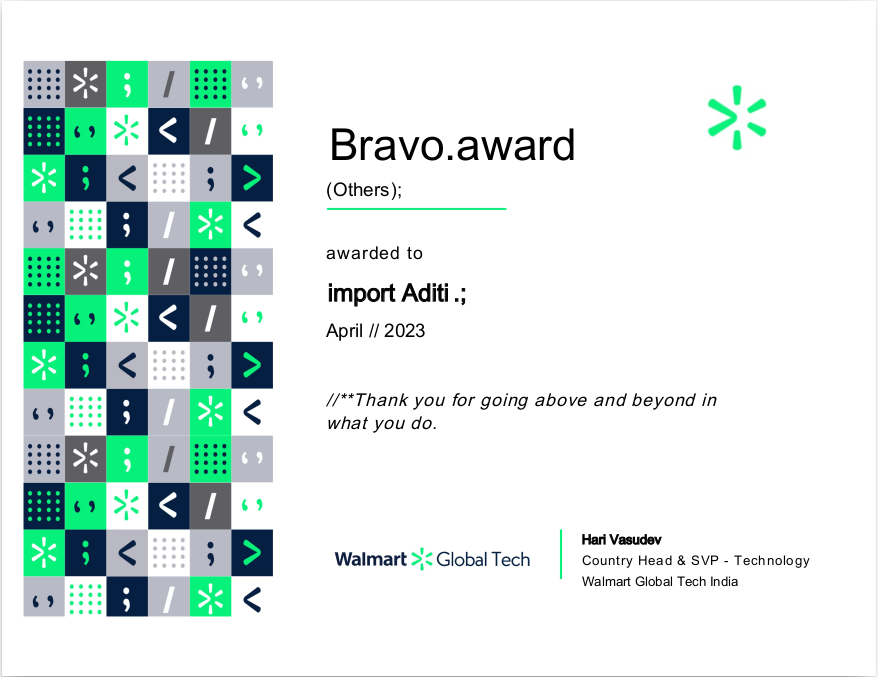 Bravo.award
(Others);
awarded to
import Aditi .;
April // 2023
//**Thank you for going above and beyond in
what you do.
Walmart Global Tech
Hari Vasudev
Country Head & SVP - Technology
Walmart Global Tech India